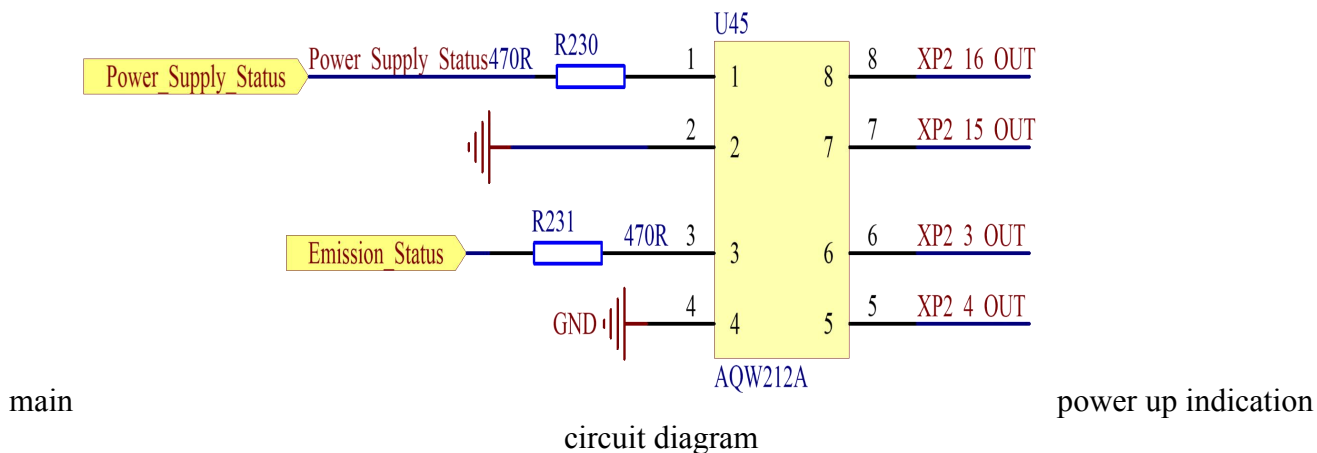 U45
Power_Supply_Status
Power Supply Status 470R
R230
1
1
8
8
XP2 16 OUT
2
2
7
7
XP2 15 OUT
Emission_Status
R231
470R
3
3
6
6
XP2 3 OUT
GND
4
4
5
5
XP2 4 OUT
AQW212A
main
power up indication
circuit diagram